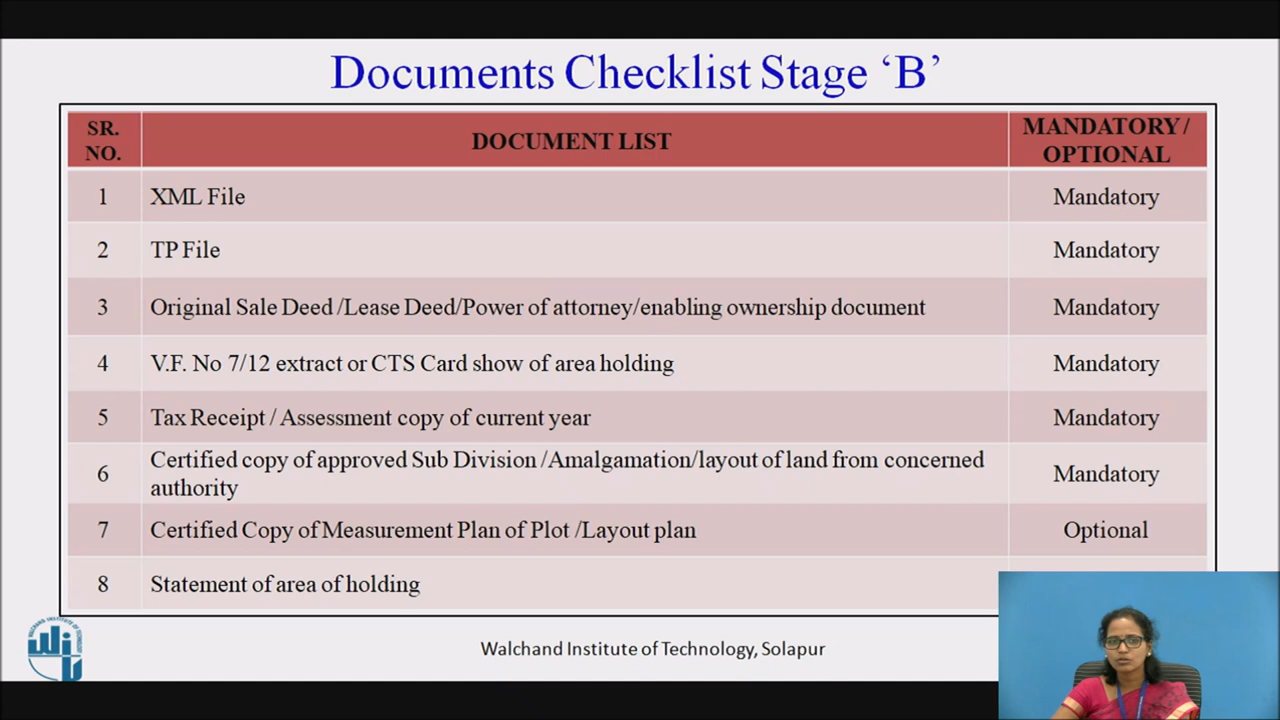 Documents Checklist Stage ‘B’
SR. NO. DOCUMENT LIST MANDATORY / OPTIONAL
1 XML File Mandatory
2 TP File Mandatory
3 Original Sale Deed /Lease Deed/Power of attorney/enabling ownership document Mandatory
4 V.F. No 7/12 extract or CTS Card show of area holding Mandatory
5 Tax Receipt / Assessment copy of current year Mandatory
6 Certified copy of approved Sub Division /Amalgamation/layout of land from concerned
authority Mandatory
7 Certified Copy of Measurement Plan of Plot /Layout plan Optional
8 Statement of area of holding
Walchand Institute of Technology, Solapur